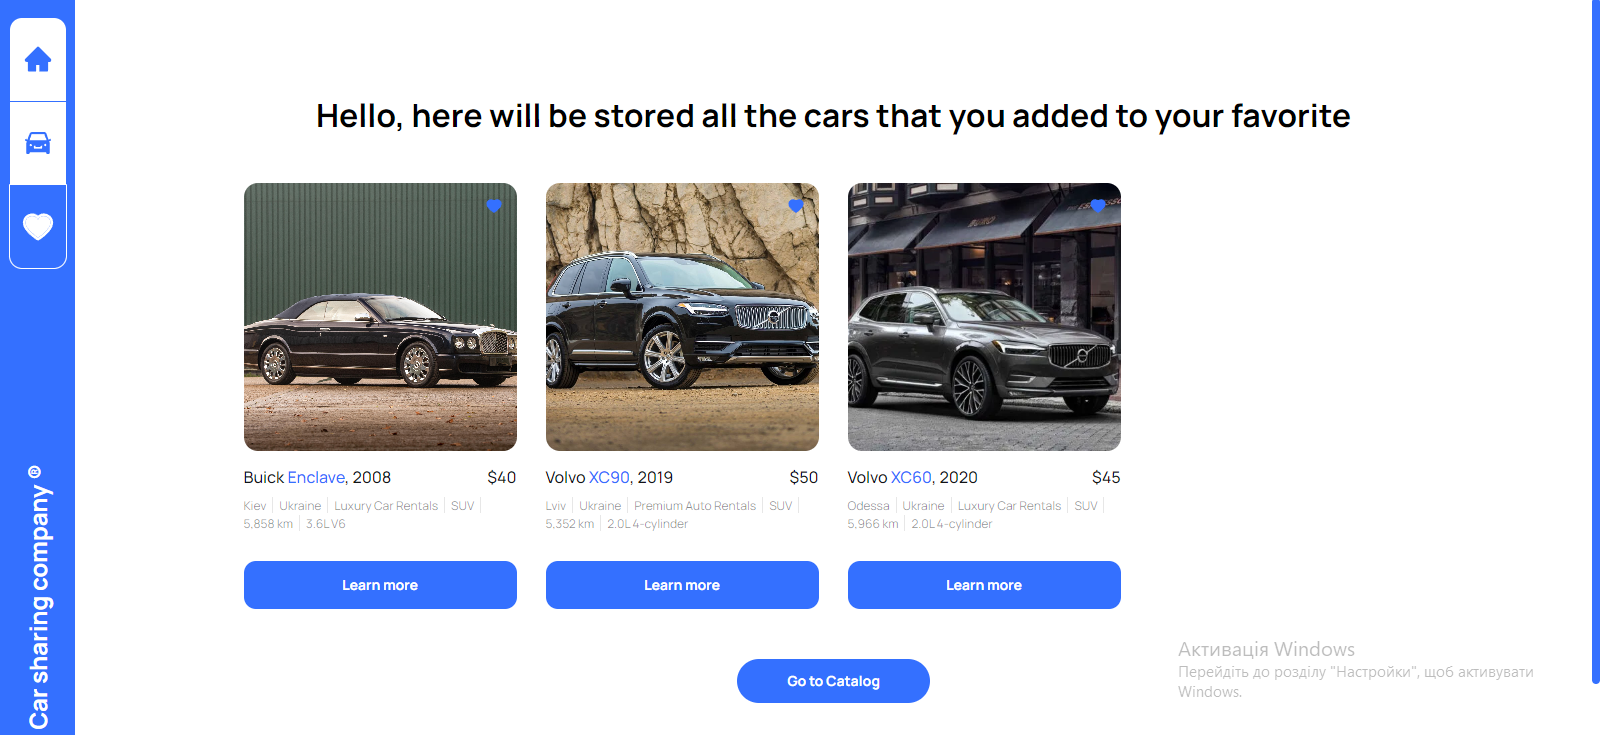 Hello, here will be stored all the cars that you added to your favorite
Buick Enclave, 2008 $40
Kiev Ukraine Luxury Car Rentals SUV
5,858 km 3.6L V6
Learn more
Volvo XC90, 2019 $50
Lviv Ukraine Premium Auto Rentals SUV
5,352 km 2.0L 4-cylinder
Learn more
Volvo XC60, 2020 $45
Odessa Ukraine Luxury Car Rentals SUV
5,966 km 2.0L 4-cylinder
Learn more
Go to Catalog
Car sharing company ®
Активація Windows
Перейдіть до розділу "Настройки", щоб активувати
Windows.